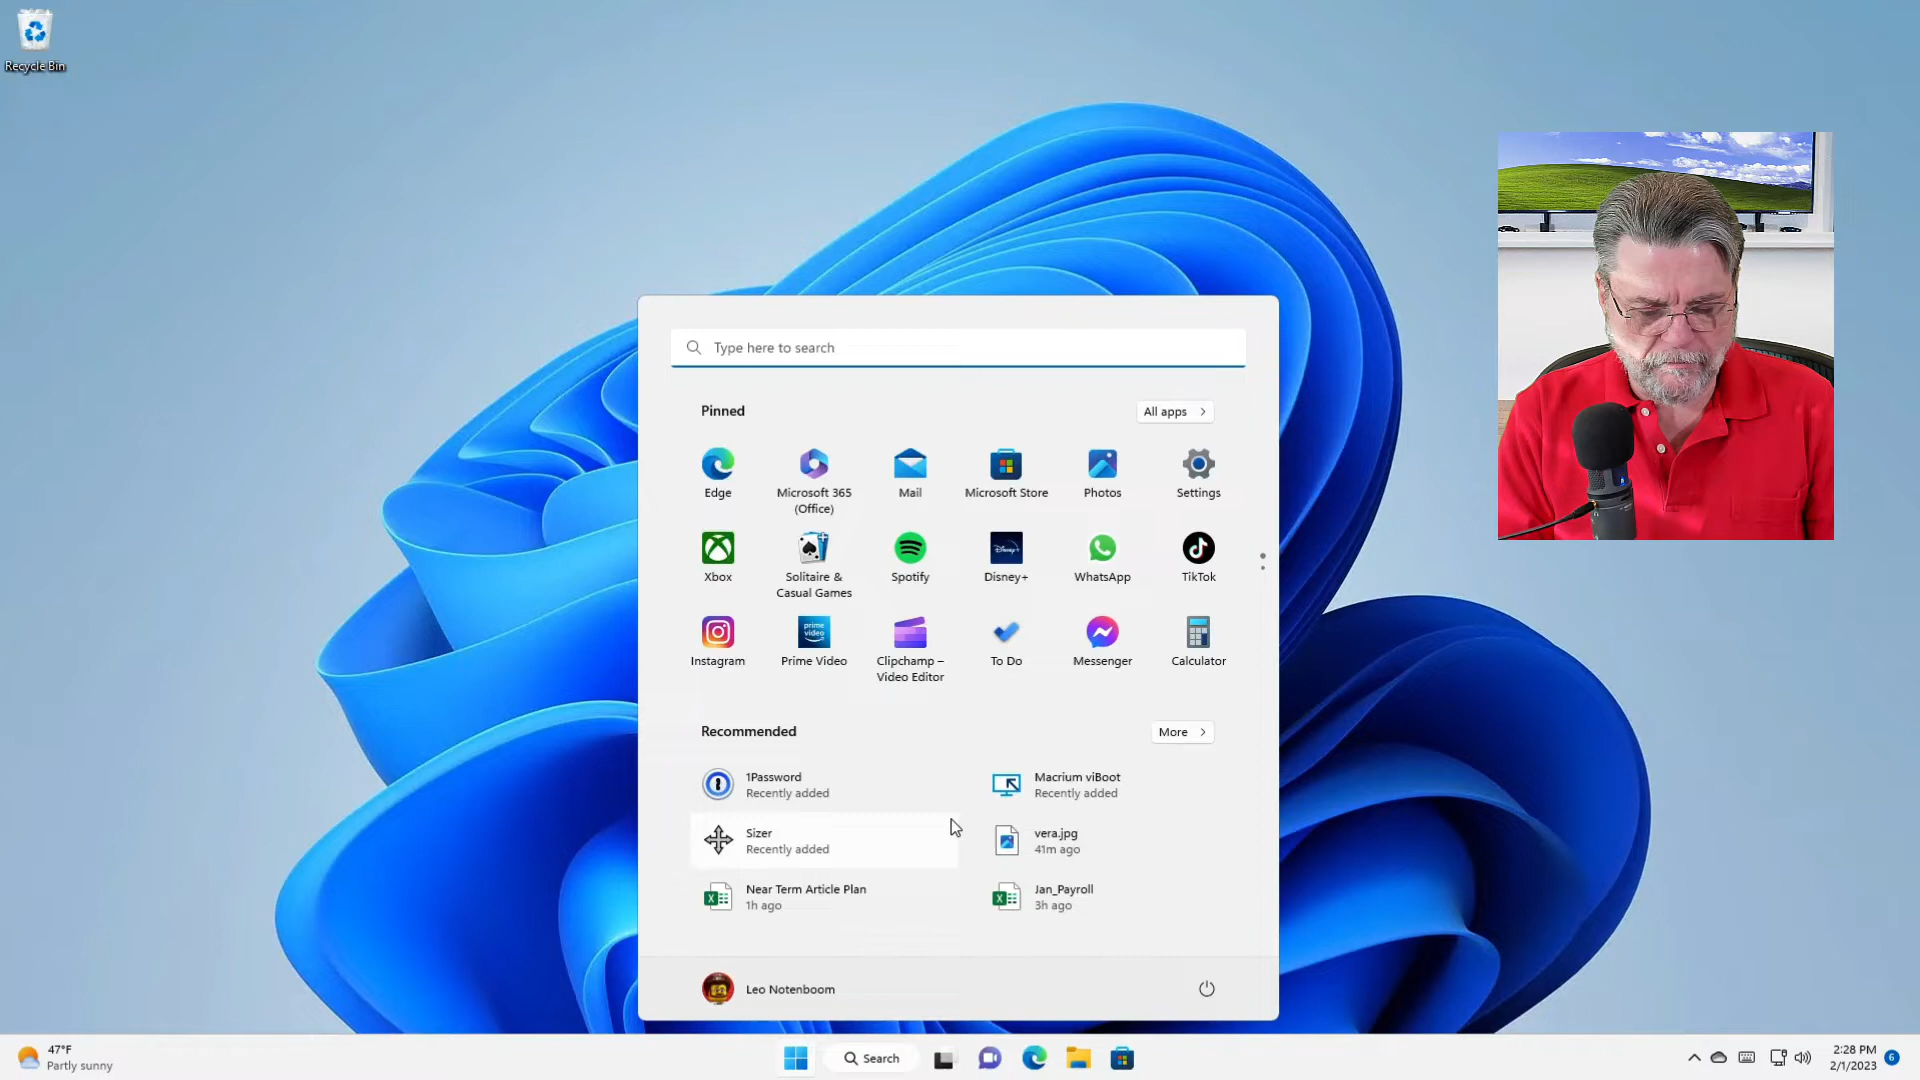 Recycle Bin
Type here to search
Pinned
All apps
Edge
Microsoft 365
(Office)
Mail
Microsoft Store
Photos
Settings
Xbox
Solitaire &
Casual Games
Spotify
Disney+
Disney+
WhatsApp
TikTok
Instagram
prime
video
Prime Video
Clipchamp –
Video Editor
To Do
Messenger
Calculator
Recommended
More
1Password
Recently added
Macrium viBoot
Recently added
Sizer
Recently added
vera.jpg
41m ago
Near Term Article Plan
1h ago
Jan_Payroll
3h ago
Leo Notenboom
47°F
Partly sunny
Search
2:28 PM
2/1/2023
6